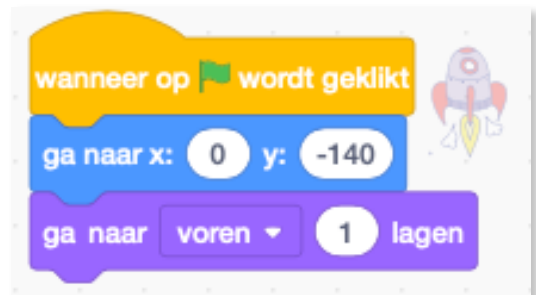 wanneer op wordt geklikt
ga naar x: 0 y: -140
ga naar voren 1 lagen